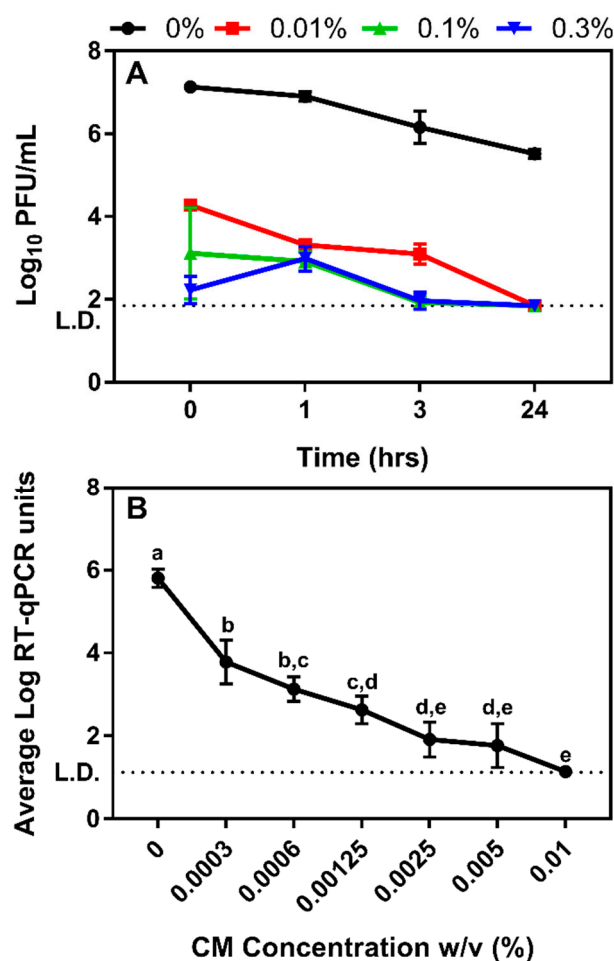 0% 0.01% 0.1% 0.3%
A
8
6
4
2
0
Log10 PFU/mL
L.D.
0 1 3 24
Time (hrs)
B
8
6
4
2
0
Average Log RT-qPCR units
L.D.
a
b
b,c
c,d
d,e
d,e
e
0 0.0003 0.0006 0.00125 0.0025 0.005 0.01
CM Concentration w/v (%)